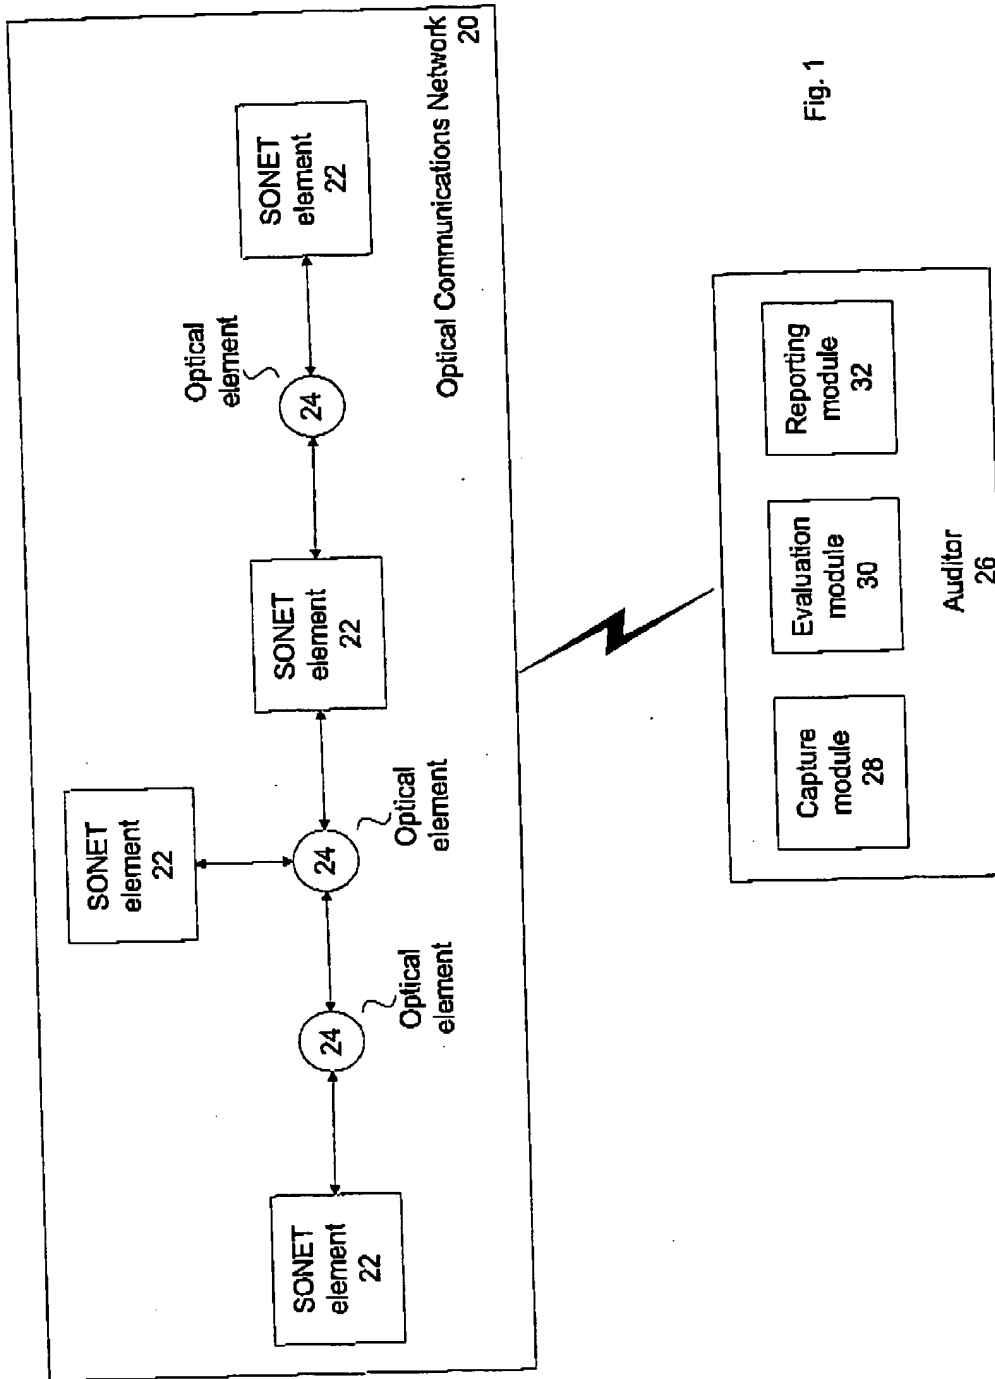 SONET
element
22
SONET
element
22
24
Optical
element
24
Optical
element
SONET
element
22
24
Optical
element
SONET
element
22
Optical Communications Network
20
Capture
module
28
Evaluation
module
30
Reporting
module
32
Auditor
26
Fig. 1